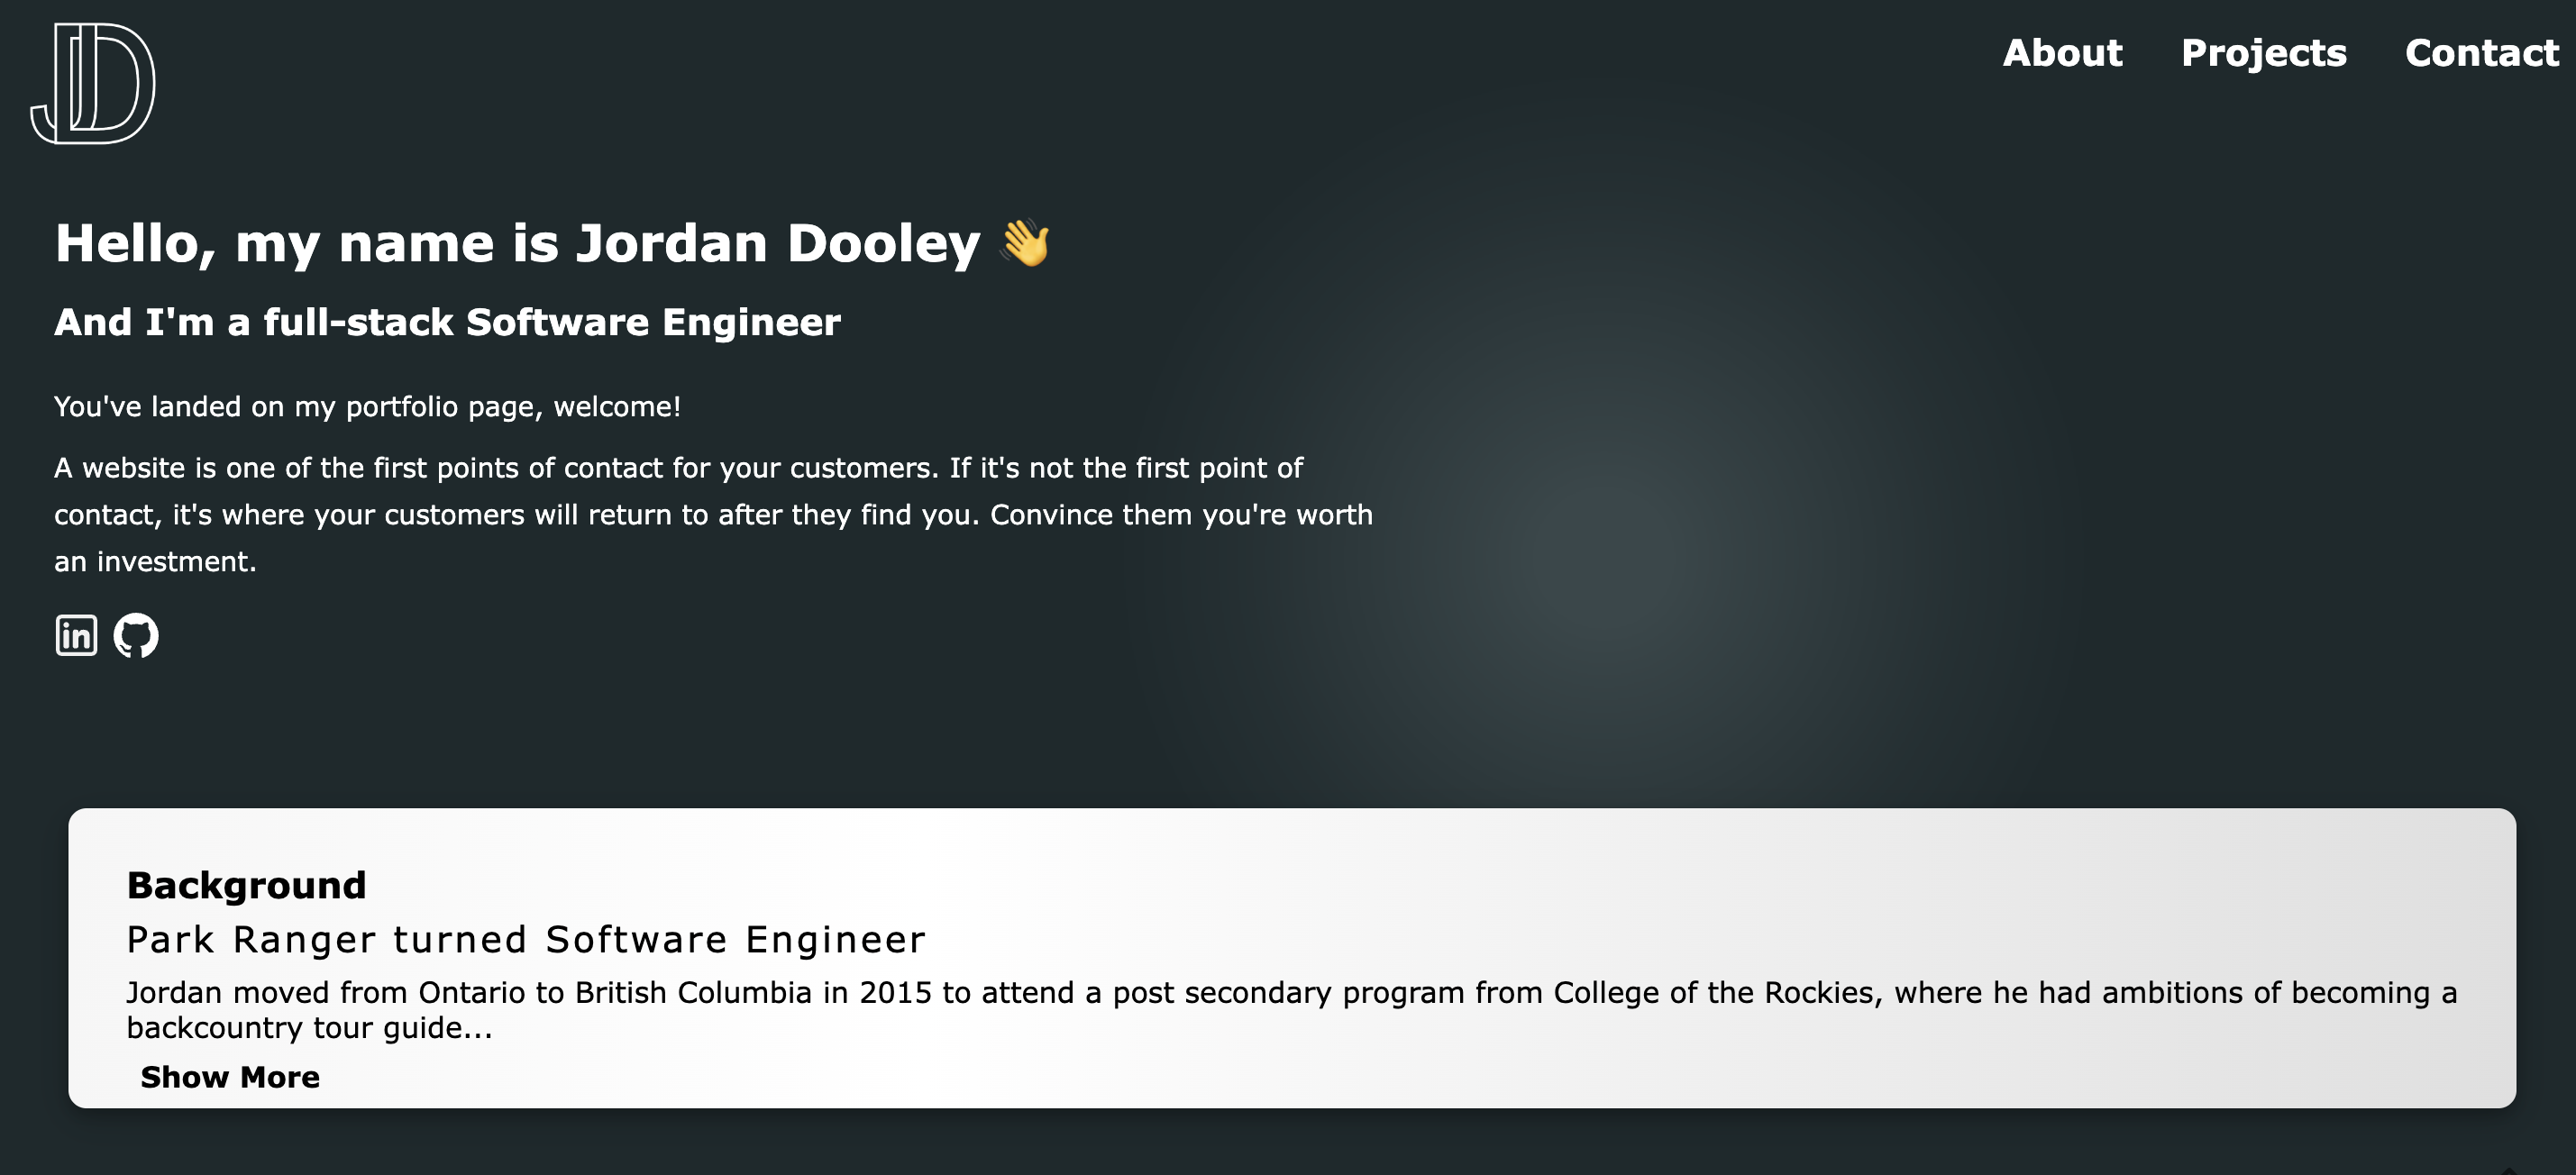 JD
About Projects Contact
Hello, my name is Jordan Dooley 👋
And I'm a full-stack Software Engineer
You've landed on my portfolio page, welcome!
A website is one of the first points of contact for your customers. If it's not the first point of
contact, it's where your customers will return to after they find you. Convince them you're worth
an investment.
in
Background
Park Ranger turned Software Engineer
Jordan moved from Ontario to British Columbia in 2015 to attend a post secondary program from College of the Rockies, where he had ambitions of becoming a
backcountry tour guide...
Show More